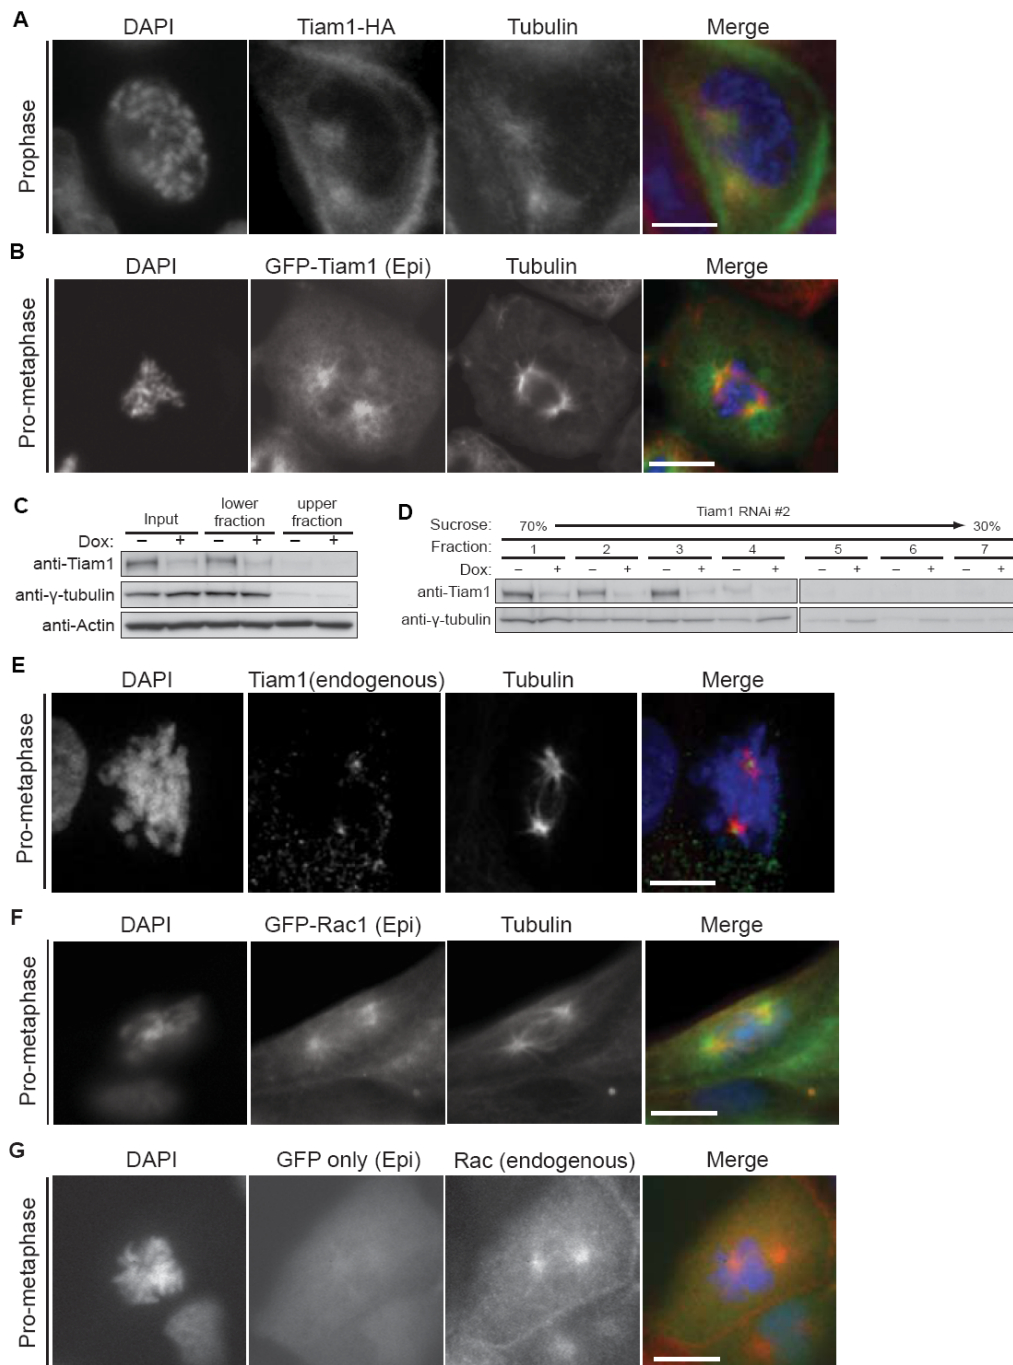 A
DAPI Tiam1-HA Tubulin Merge
Prophase
B
DAPI GFP-Tiam1 (Epi) Tubulin Merge
Pro-metaphase
C
Input lower fraction upper fraction
Dox: – + – + – +
anti-Tiam1
anti-γ-tubulin
anti-Actin
D
Tiam1 RNAi #2
Sucrose: 70% 30%
Fraction: 1 2 3 4 5 6 7
Dox: – + – + – + – + – + – + – +
anti-Tiam1
anti-γ-tubulin
E
DAPI Tiam1(endogenous) Tubulin Merge
Pro-metaphase
F
DAPI GFP-Rac1 (Epi) Tubulin Merge
Pro-metaphase
G
DAPI GFP only (Epi) Rac (endogenous) Merge
Pro-metaphase